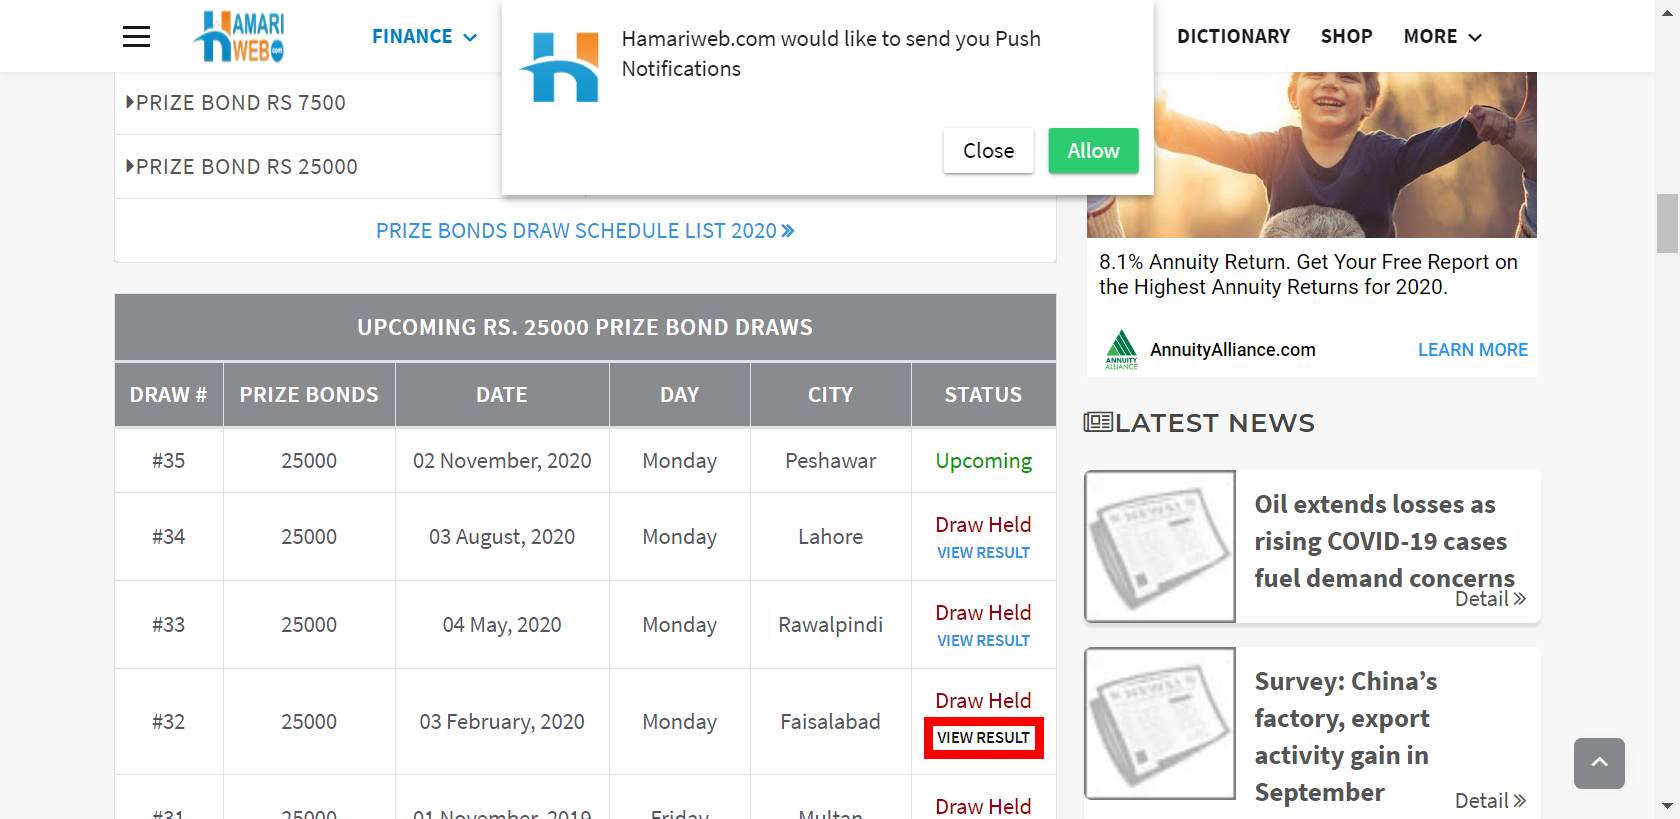 HAMARI
WEB.com
FINANCE
DICTIONARY
SHOP
MORE
Hamariweb.com would like to send you Push
Notifications
Close
Allow
PRIZE BOND RS 7500
PRIZE BOND RS 25000
PRIZE BONDS DRAW SCHEDULE LIST 2020 »
UPCOMING RS. 25000 PRIZE BOND DRAWS
DRAW # PRIZE BONDS DATE DAY CITY STATUS
#35 25000 02 November, 2020 Monday Peshawar Upcoming
#34 25000 03 August, 2020 Monday Lahore Draw Held
VIEW RESULT
#33 25000 04 May, 2020 Monday Rawalpindi Draw Held
VIEW RESULT
#32 25000 03 February, 2020 Monday Faisalabad Draw Held
VIEW RESULT
#31 25000 01 November, 2019 Friday Multan Draw Held
8.1% Annuity Return. Get Your Free Report on
the Highest Annuity Returns for 2020.
ANNUITY
ALLIANCE
AnnuityAlliance.com
LEARN MORE
LATEST NEWS
NEWS
Oil extends losses as
rising COVID-19 cases
fuel demand concerns
Detail »
NEWS
Survey: China’s
factory, export
activity gain in
September
Detail »